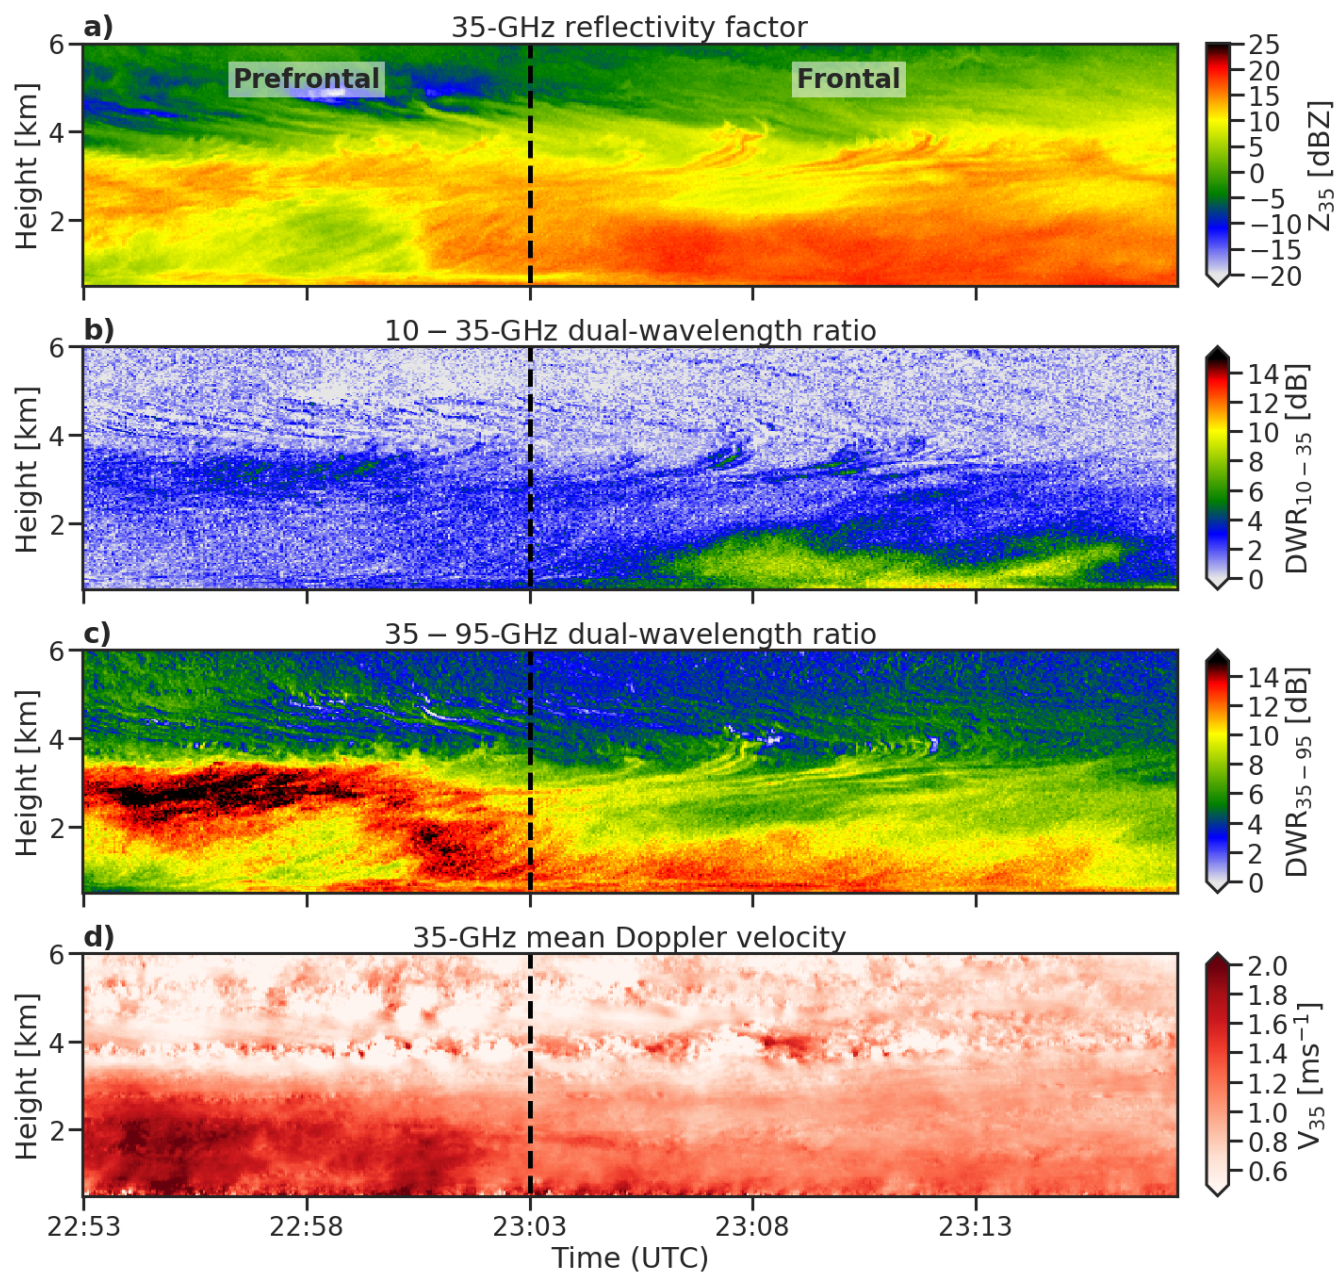 a) 35-GHz reflectivity factor
6
4
2
Height [km]
Prefrontal
Frontal
25
20
15
10
5
0
−5
−10
−15
−20
Z35 [dBZ]
22:53
b) 10 − 35-GHz dual-wavelength ratio
6
4
2
Height [km]
14
12
10
8
6
4
2
0
DWR10−35 [dB]
c) 35 − 95-GHz dual-wavelength ratio
6
4
2
Height [km]
14
12
10
8
6
4
2
0
DWR35−95 [dB]
d) 35-GHz mean Doppler velocity
6
4
2
Height [km]
2.0
1.8
1.6
1.4
1.2
1.0
0.8
0.6
V35 [ms−1]
22:53 22:58 23:03 23:08 23:13
Time (UTC)